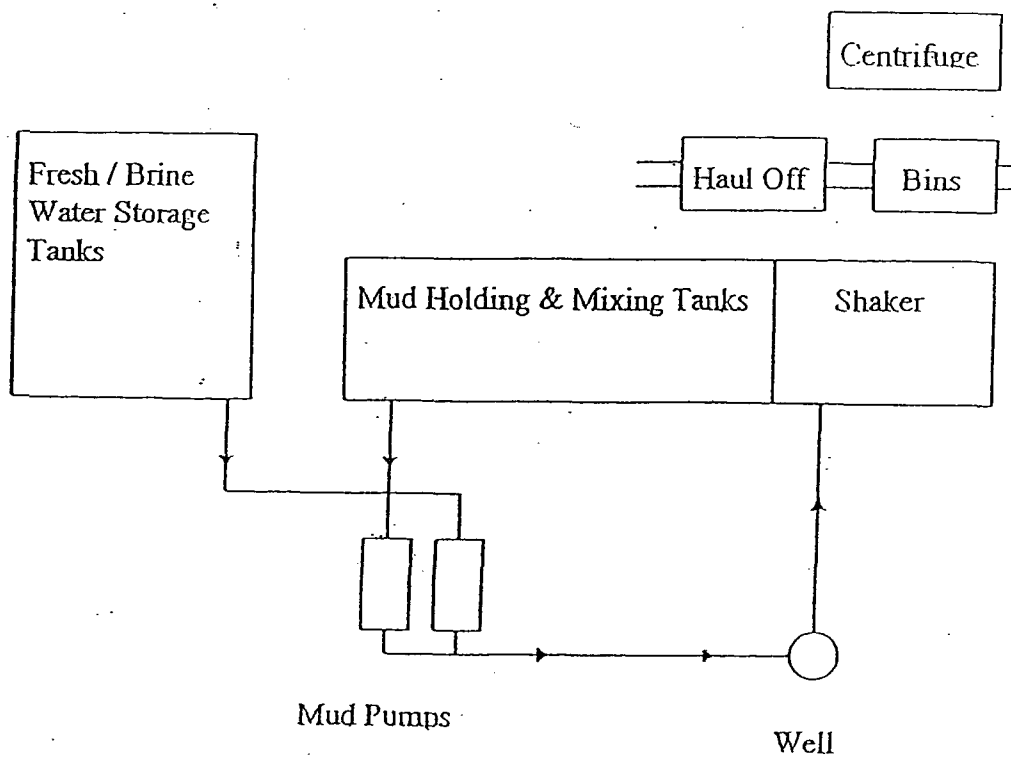 Centrifuge
Fresh / Brine
Water Storage
Tanks
Haul Off
Bins
Mud Holding & Mixing Tanks
Shaker
Mud Pumps
Well